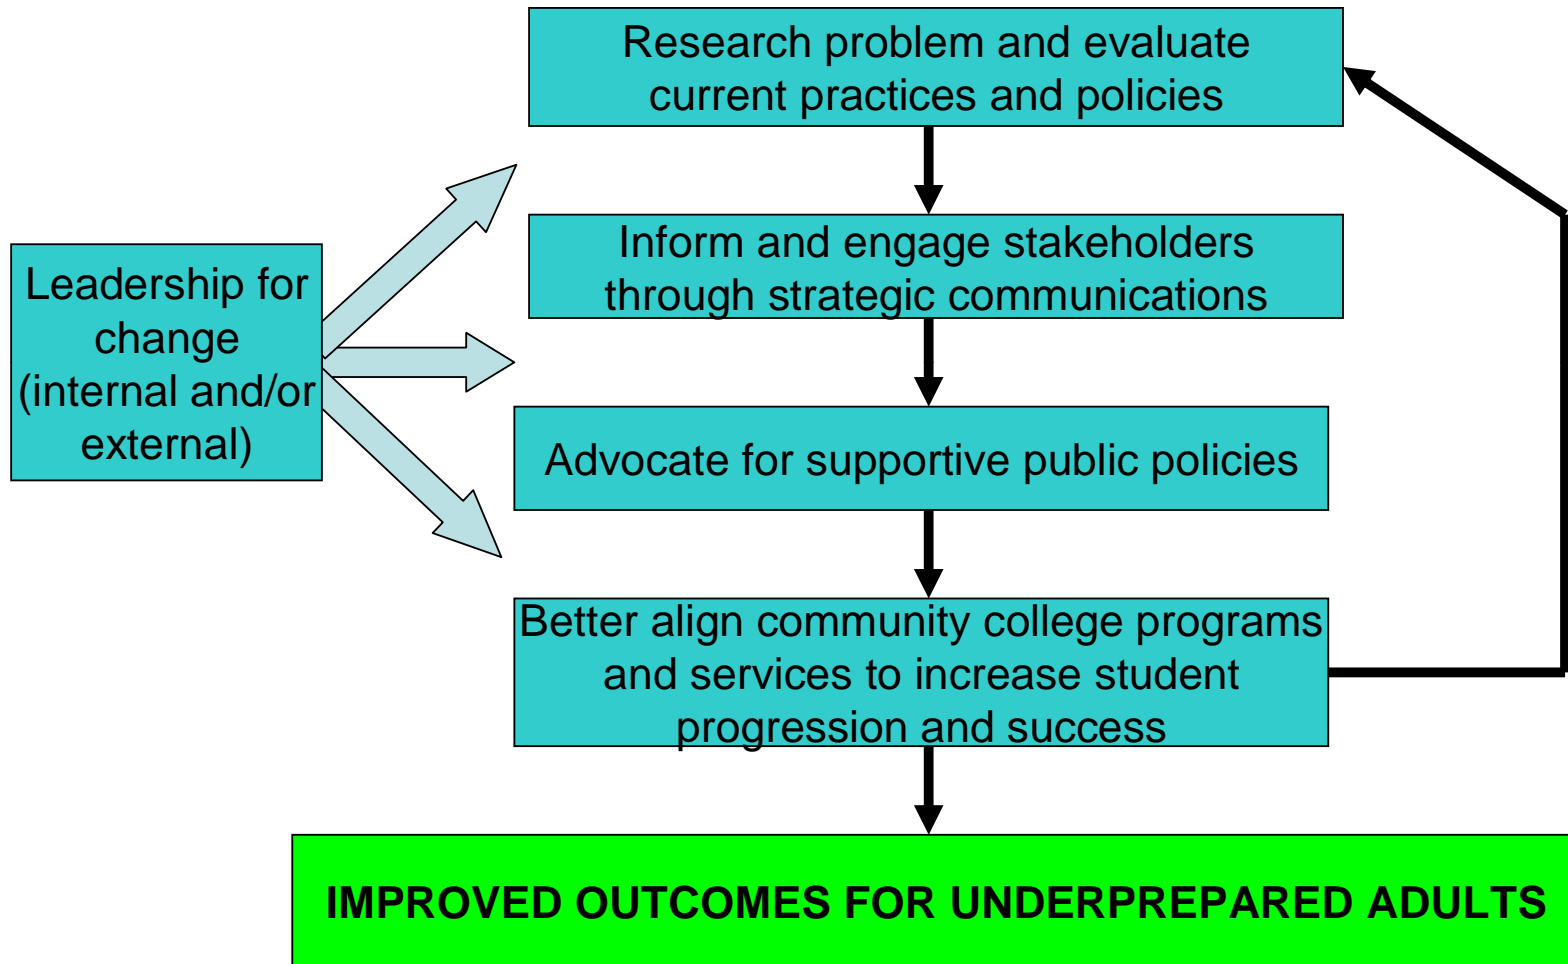 Research problem and evaluate
current practices and policies
Inform and engage stakeholders
through strategic communications
Leadership for
change
(internal and/or
external)
Advocate for supportive public policies
Better align community college programs
and services to increase student
progression and success
IMPROVED OUTCOMES FOR UNDERPREPARED ADULTS